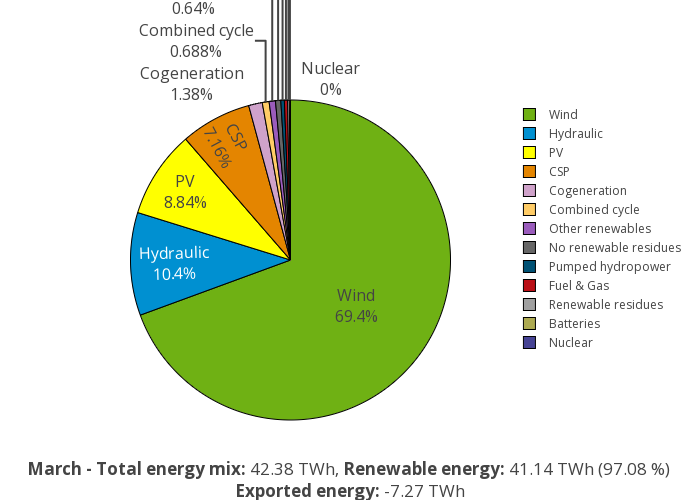 0.64%
Combined cycle
0.688%
Cogeneration
1.38%
Nuclear
0%
CSP
7.16%
PV
8.84%
Hydraulic
10.4%
Wind
69.4%
Wind
Hydraulic
PV
CSP
Cogeneration
Combined cycle
Other renewables
No renewable residues
Pumped hydropower
Fuel & Gas
Renewable residues
Batteries
Nuclear
March - Total energy mix: 42.38 TWh, Renewable energy: 41.14 TWh (97.08 %)
Exported energy: -7.27 TWh